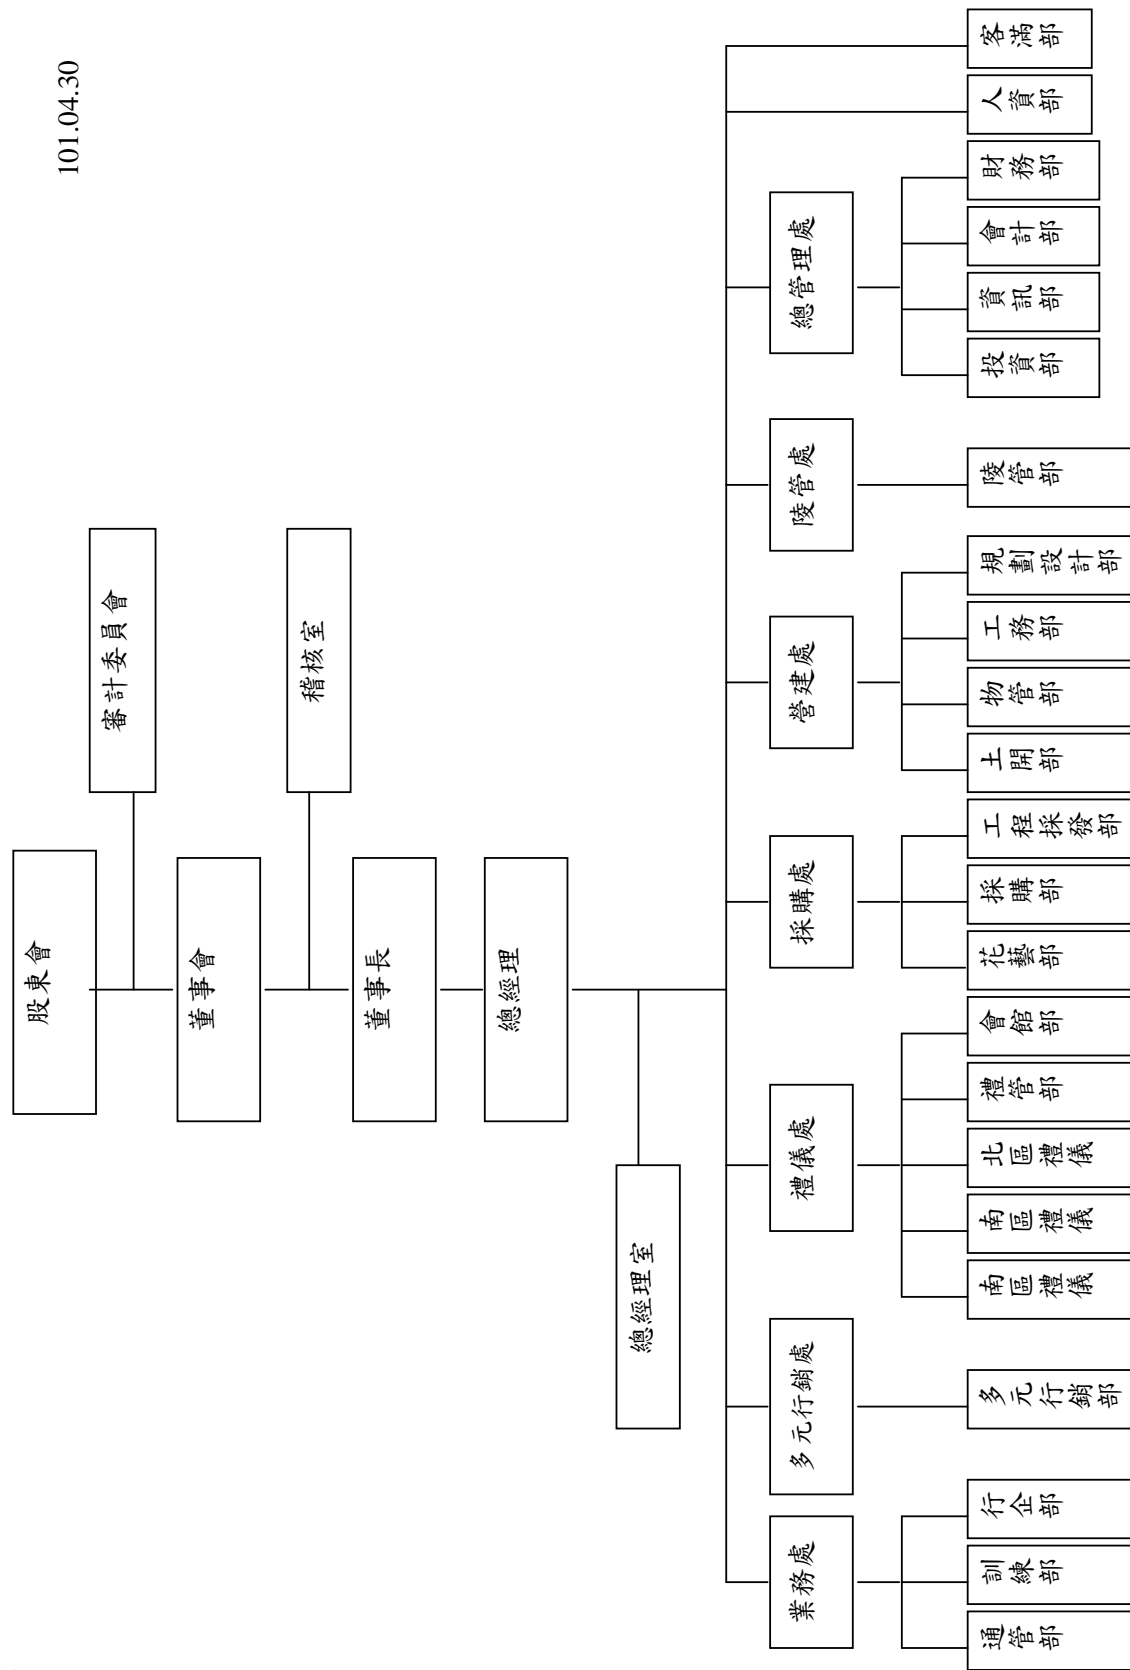 101.04.30
股東會
審計委員會
董事會
稽核室
董事長
總經理
總經理室
業務處
多元行銷處
禮儀處
採購處
營建處
陵管處
總管理處
通管部
訓練部
行企部
多元行銷部
南區禮儀
南區禮儀
北區禮儀
禮管部
會館部
花藝部
採購部
工程採發部
土開部
物管部
工務部
規劃設計部
陵管部
投資部
資訊部
會計部
財務部
人資部
客滿部